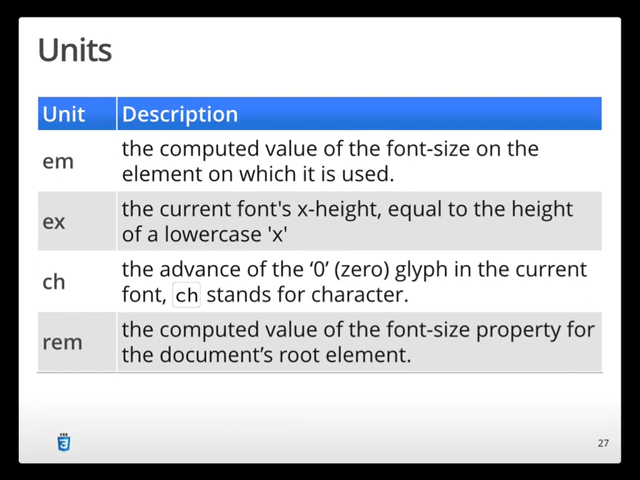 Units
Unit Description
em
the computed value of the font-size on the
element on which it is used.
ex
the current font's x-height, equal to the height
of a lowercase 'x'
ch
the advance of the ‘0’ (zero) glyph in the current
font, ch stands for character.
rem
the computed value of the font-size property for
the document’s root element.
CSS
3
27